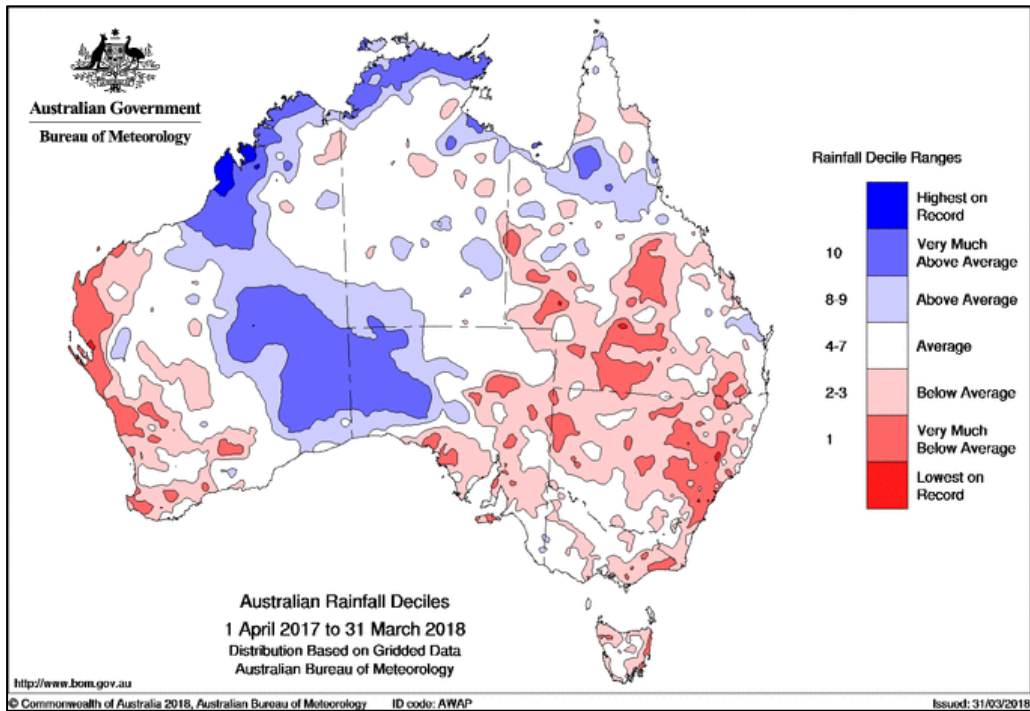 Australian Government
Bureau of Meteorology
Rainfall Decile Ranges
Highest on
Record
10
Very Much
Above Average
8-9
Above Average
4-7
Average
2-3
Below Average
1
Very Much
Below Average
Lowest on
Record
Australian Rainfall Deciles
1 April 2017 to 31 March 2018
Distribution Based on Gridded Data
Australian Bureau of Meteorology
http://www.bom.gov.au
© Commonwealth of Australia 2018, Australian Bureau of Meteorology ID code: AWAP Issued: 31/03/2018